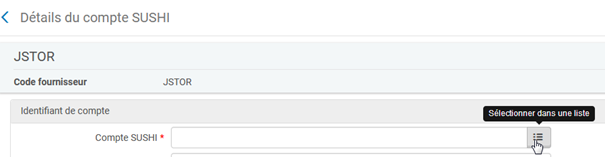 Détails du compte SUSHI
JSTOR
Code fournisseur JSTOR
Identifiant de compte
Sélectionner dans une liste
Compte SUSHI *